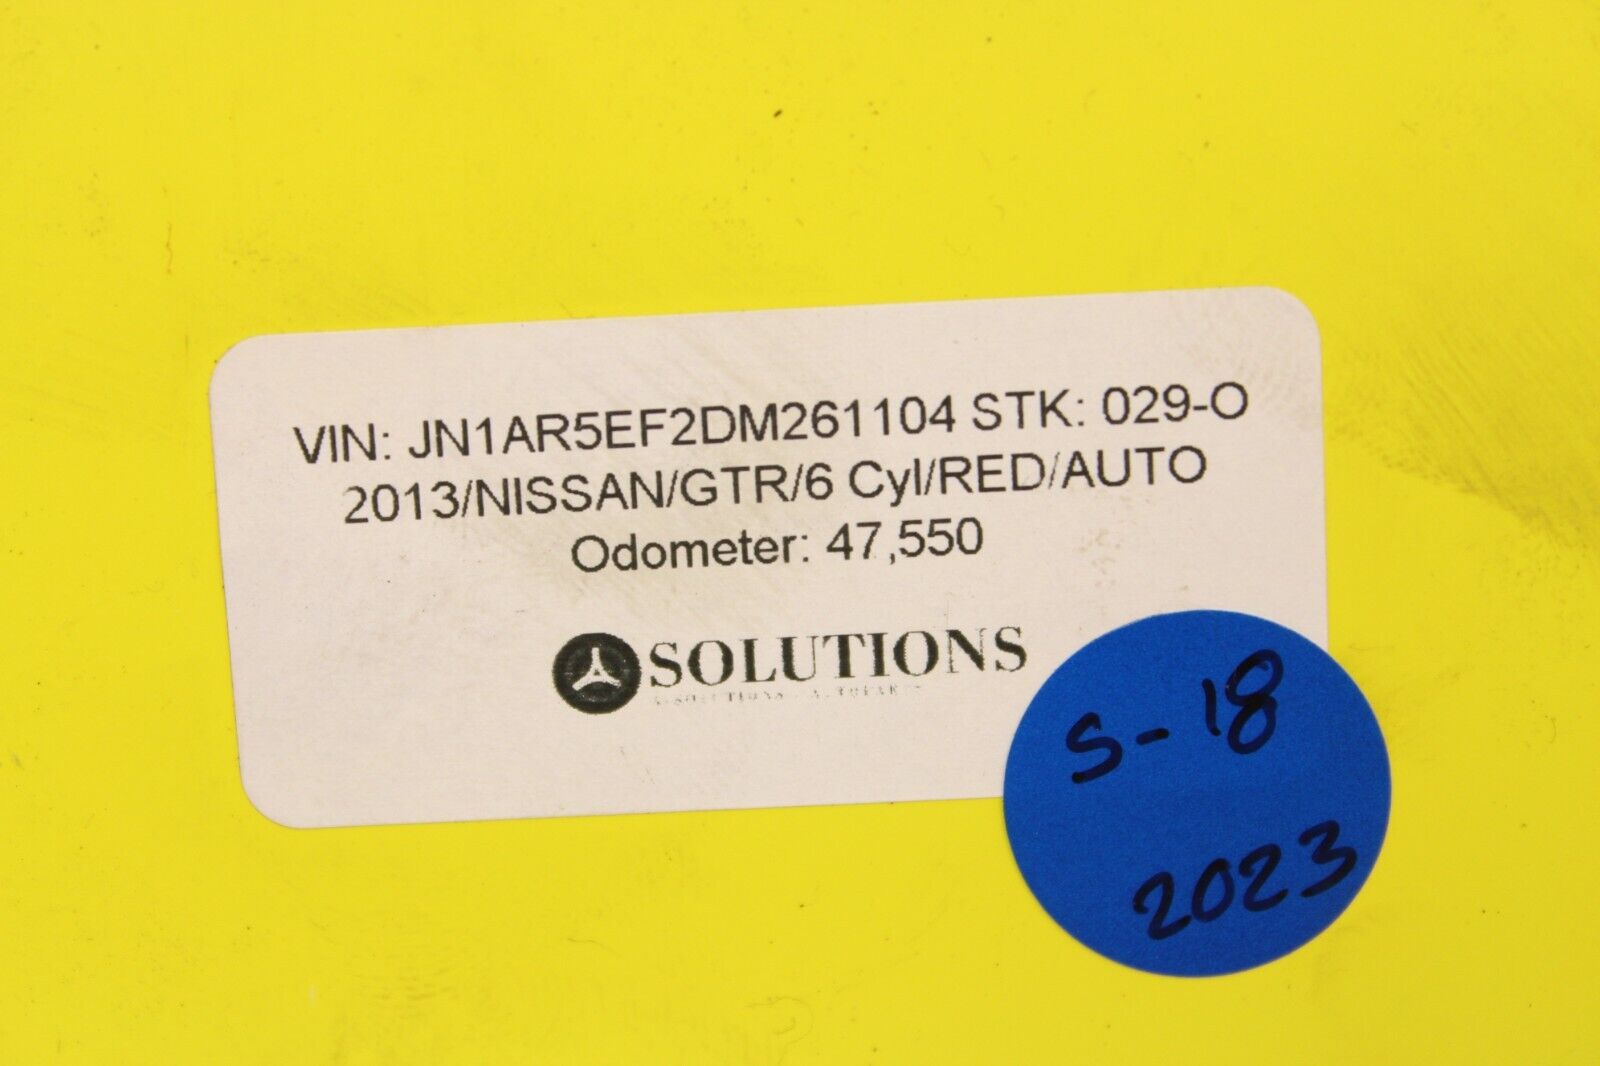 VIN: JN1AR5EF2DM261104 STK: 029-O
2013/NISSAN/GTR/6 Cyl/RED/AUTO
Odometer: 47,550
SOLUTIONS
S-18
2023